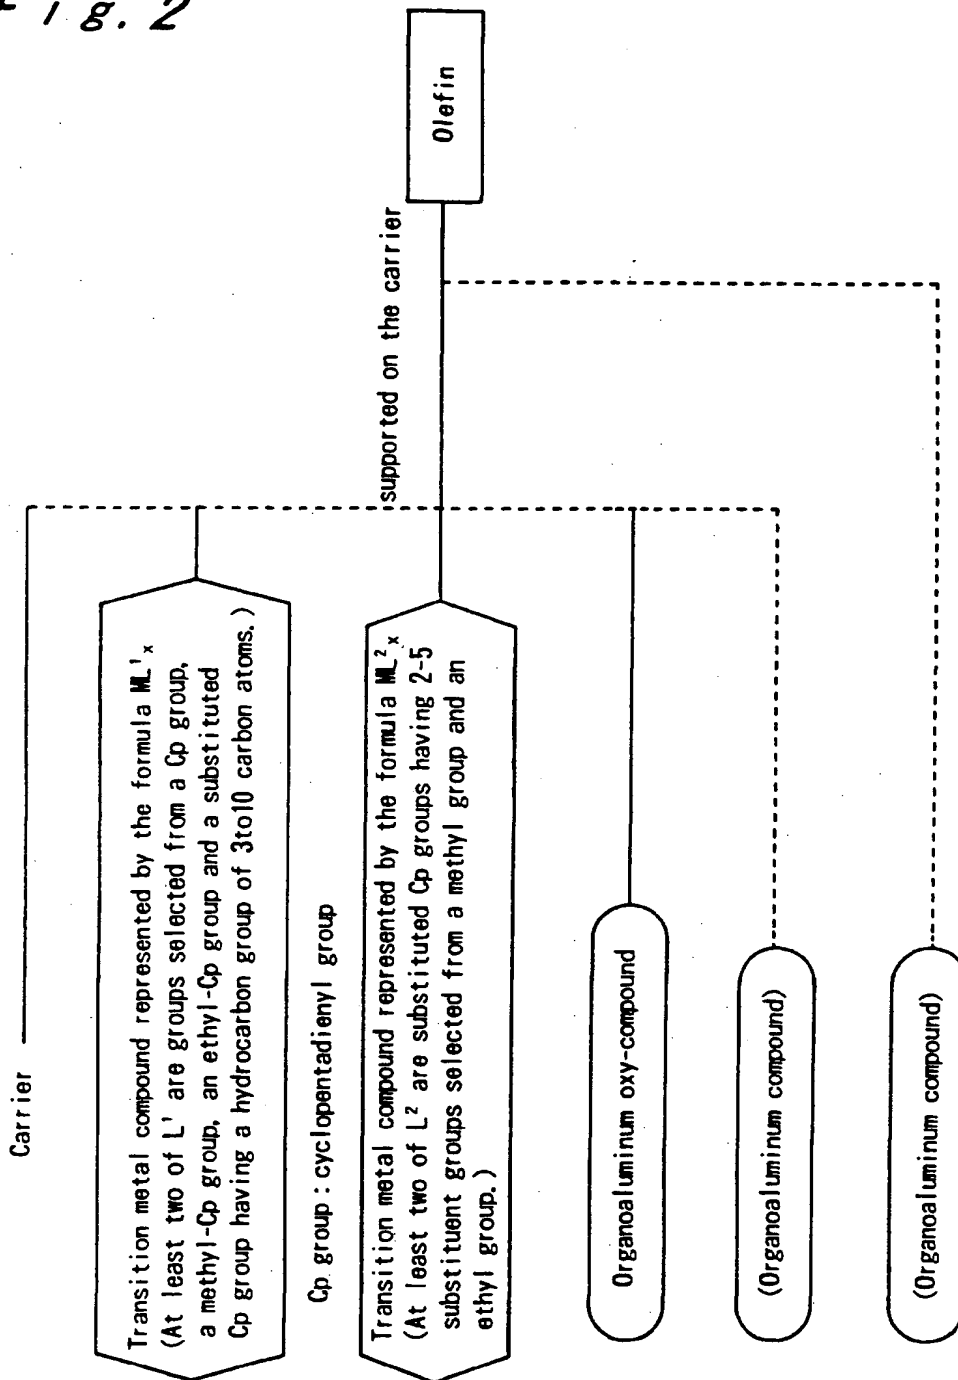 Fig. 2
Carrier
Transition metal compound represented by the formula ML¹ₓ
(At least two of L¹ are groups selected from a Cp group,
a methyl-Cp group, an ethyl-Cp group and a substituted
Cp group having a hydrocarbon group of 3to10 carbon atoms.)
Cp group : cyclopentadienyl group
Transition metal compound represented by the formula ML²ₓ
(At least two of L² are substituted Cp groups having 2-5
substituent groups selected from a methyl group and an
ethyl group.)
supported on the carrier
Olefin
Organoaluminum oxy-compound
(Organoaluminum compound)
(Organoaluminum compound)